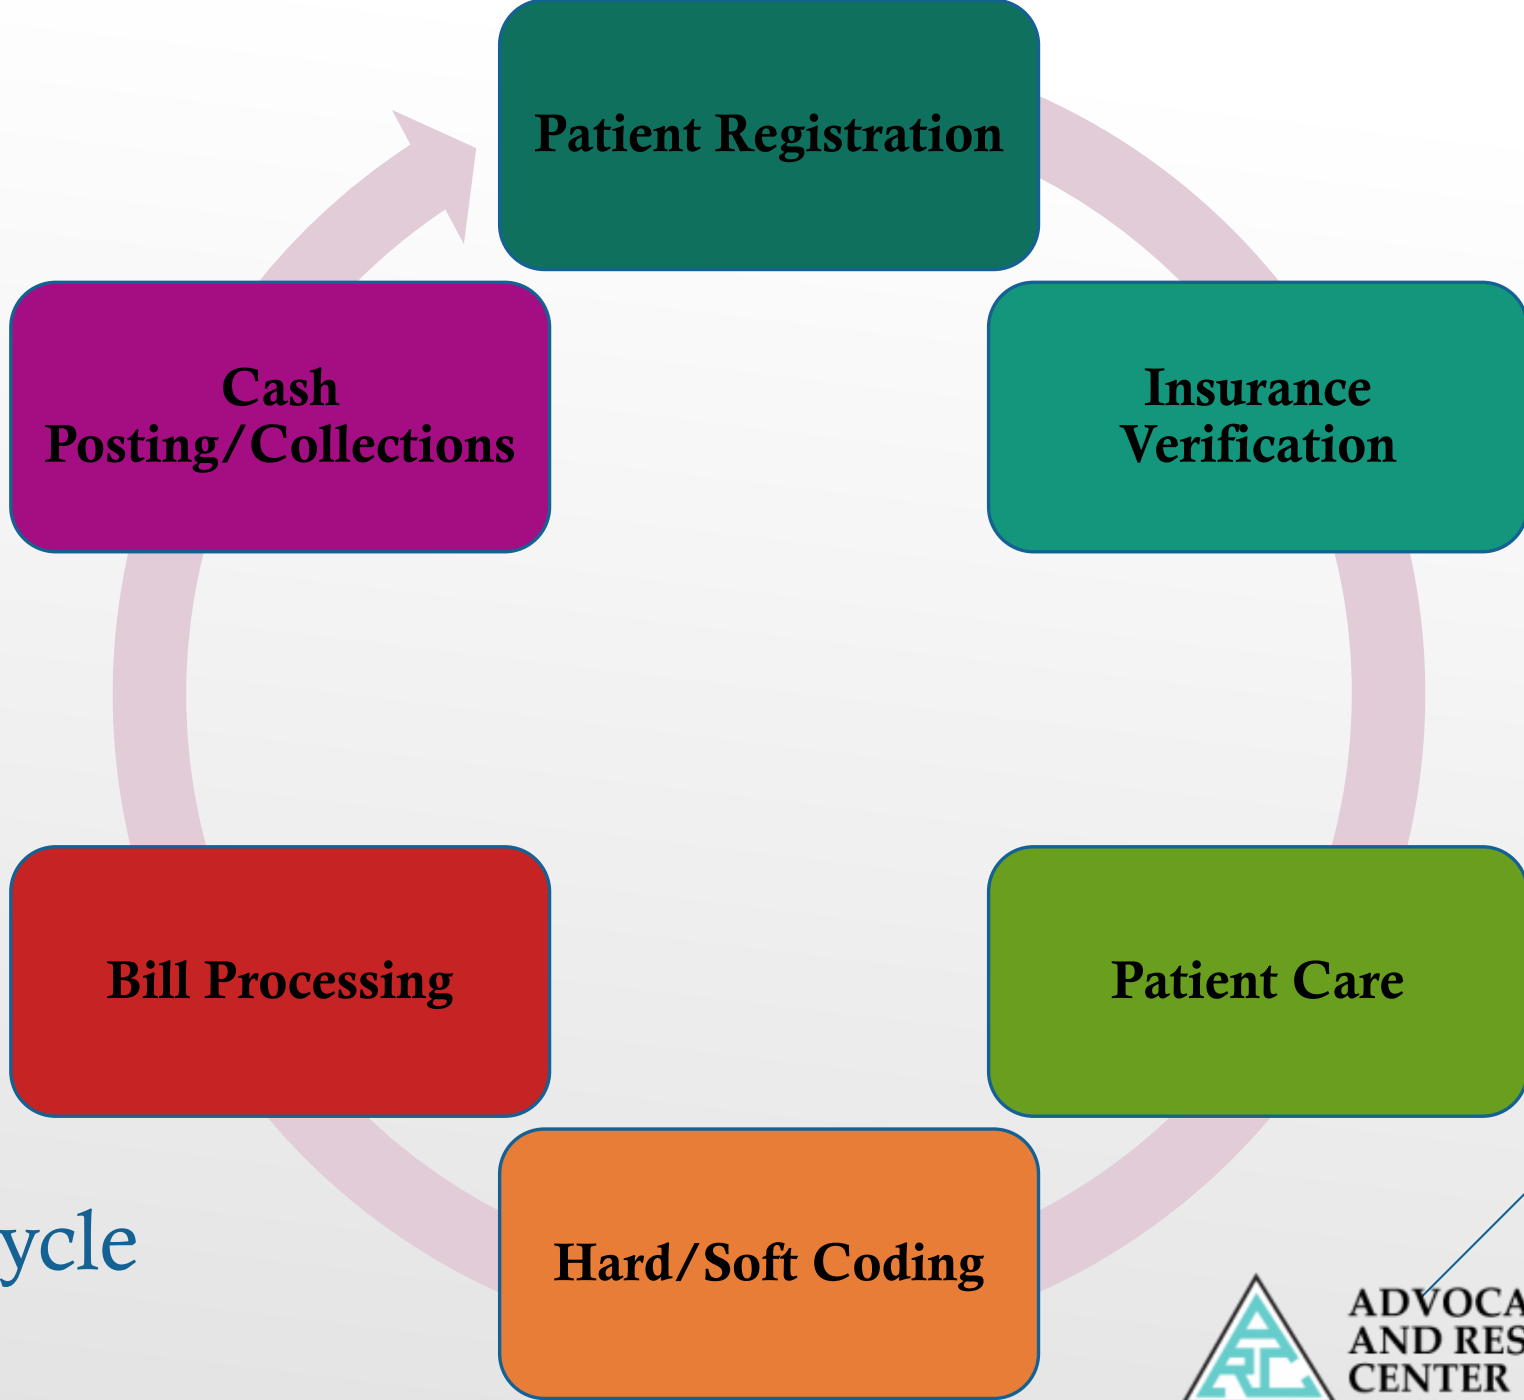 Patient Registration
Insurance
Verification
Patient Care
Hard/Soft Coding
Bill Processing
Cash
Posting/Collections
ycle
ARC
ADVOCA
AND RES
CENTER